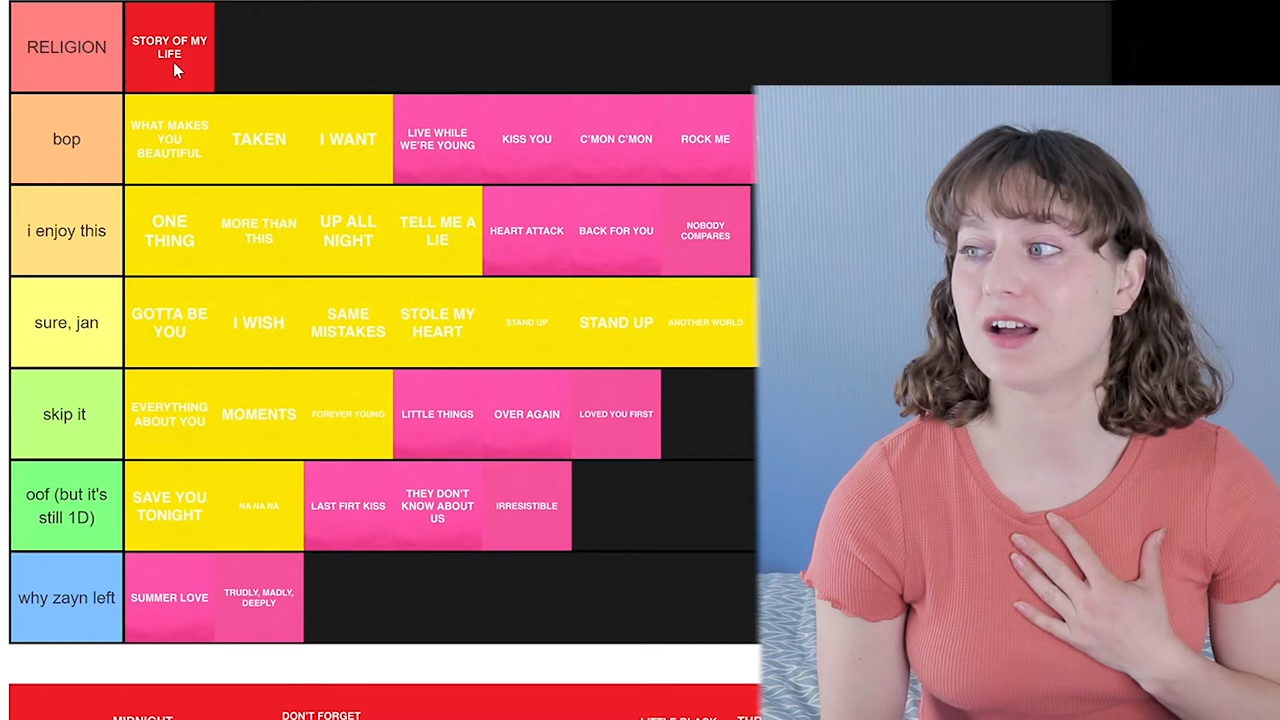 RELIGION
STORY OF MY
LIFE
bop
WHAT MAKES
YOU
BEAUTIFUL
TAKEN
I WANT
LIVE WHILE
WE'RE YOUNG
KISS YOU
C'MON C'MON
ROCK ME
i enjoy this
ONE
THING
MORE THAN
THIS
UP ALL
NIGHT
TELL ME A
LIE
HEART ATTACK
BACK FOR YOU
NOBODY
COMPARES
sure, jan
GOTTA BE
YOU
I WISH
SAME
MISTAKES
STOLE MY
HEART
STAND UP
STAND UP
ANOTHER WORLD
skip it
EVERYTHING
ABOUT YOU
MOMENTS
FOREVER YOUNG
LITTLE THINGS
OVER AGAIN
LOVED YOU FIRST
oof (but it's
still 1D)
SAVE YOU
TONIGHT
NA NA NA
LAST FIRT KISS
THEY DON'T
KNOW ABOUT
US
IRRESISTIBLE
why zayn left
SUMMER LOVE
TRUDLY, MADLY,
DEEPLY
MIDNIGHT
DON'T FORGET
LITTLE BLACK